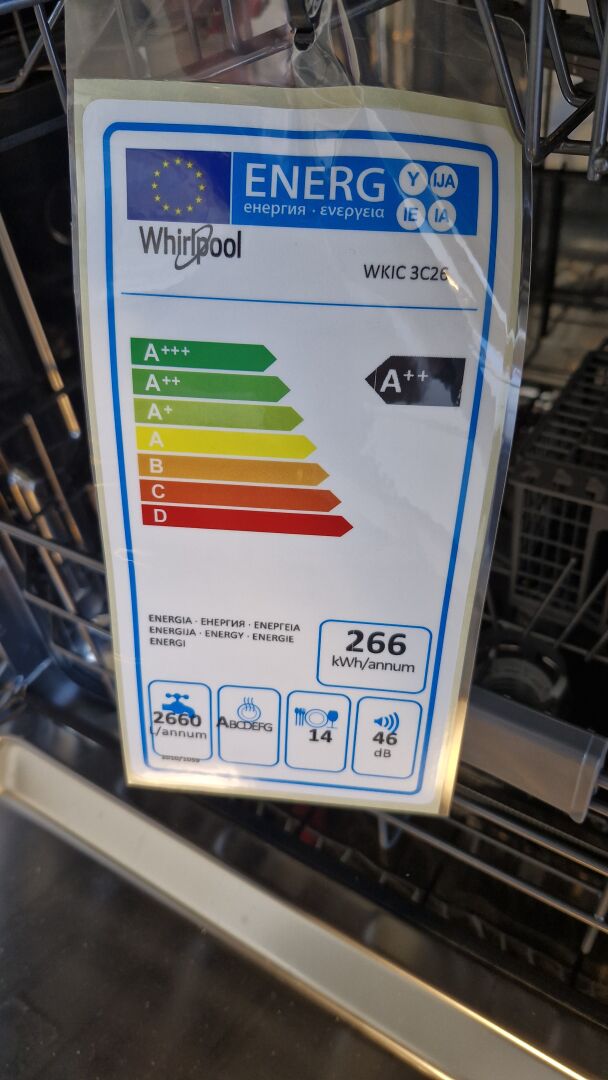 ENERG Y IJA
енергия · ενεργεια IE IA
Whirlpool
WKIC 3C26
A+++
A++
A++
A+
A
B
C
D
ENERGIA · ЕНЕРГИЯ · ΕΝΕΡΓΕΙΑ
ENERGIJA · ENERGY · ENERGIE
ENERGI
266
kWh/annum
2660
L/annum
ABCDEFG
14
46
dB
2010/1059